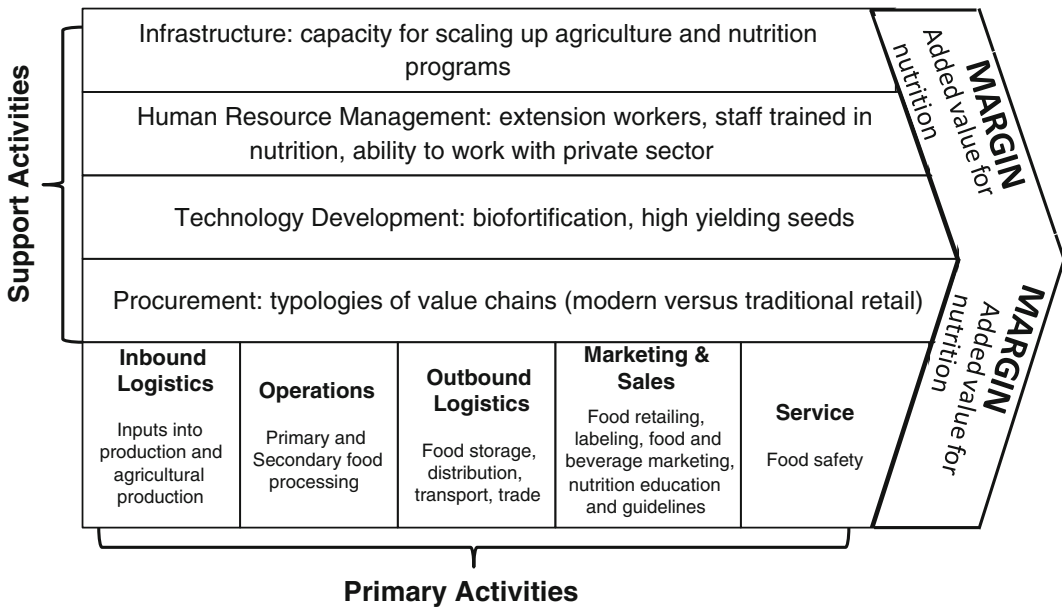 Support Activities
Infrastructure: capacity for scaling up agriculture and nutrition
programs
Human Resource Management: extension workers, staff trained in
nutrition, ability to work with private sector
Technology Development: biofortification, high yielding seeds
Procurement: typologies of value chains (modern versus traditional retail)
MARGIN
Added value for
nutrition
Inbound
Logistics
Inputs into
production and
agricultural
production
Operations
Primary and
Secondary food
processing
Outbound
Logistics
Food storage,
distribution,
transport, trade
Marketing &
Sales
Food retailing,
labeling, food and
beverage marketing,
nutrition education
and guidelines
Service
Food safety
MARGIN
Added value for
nutrition
Primary Activities